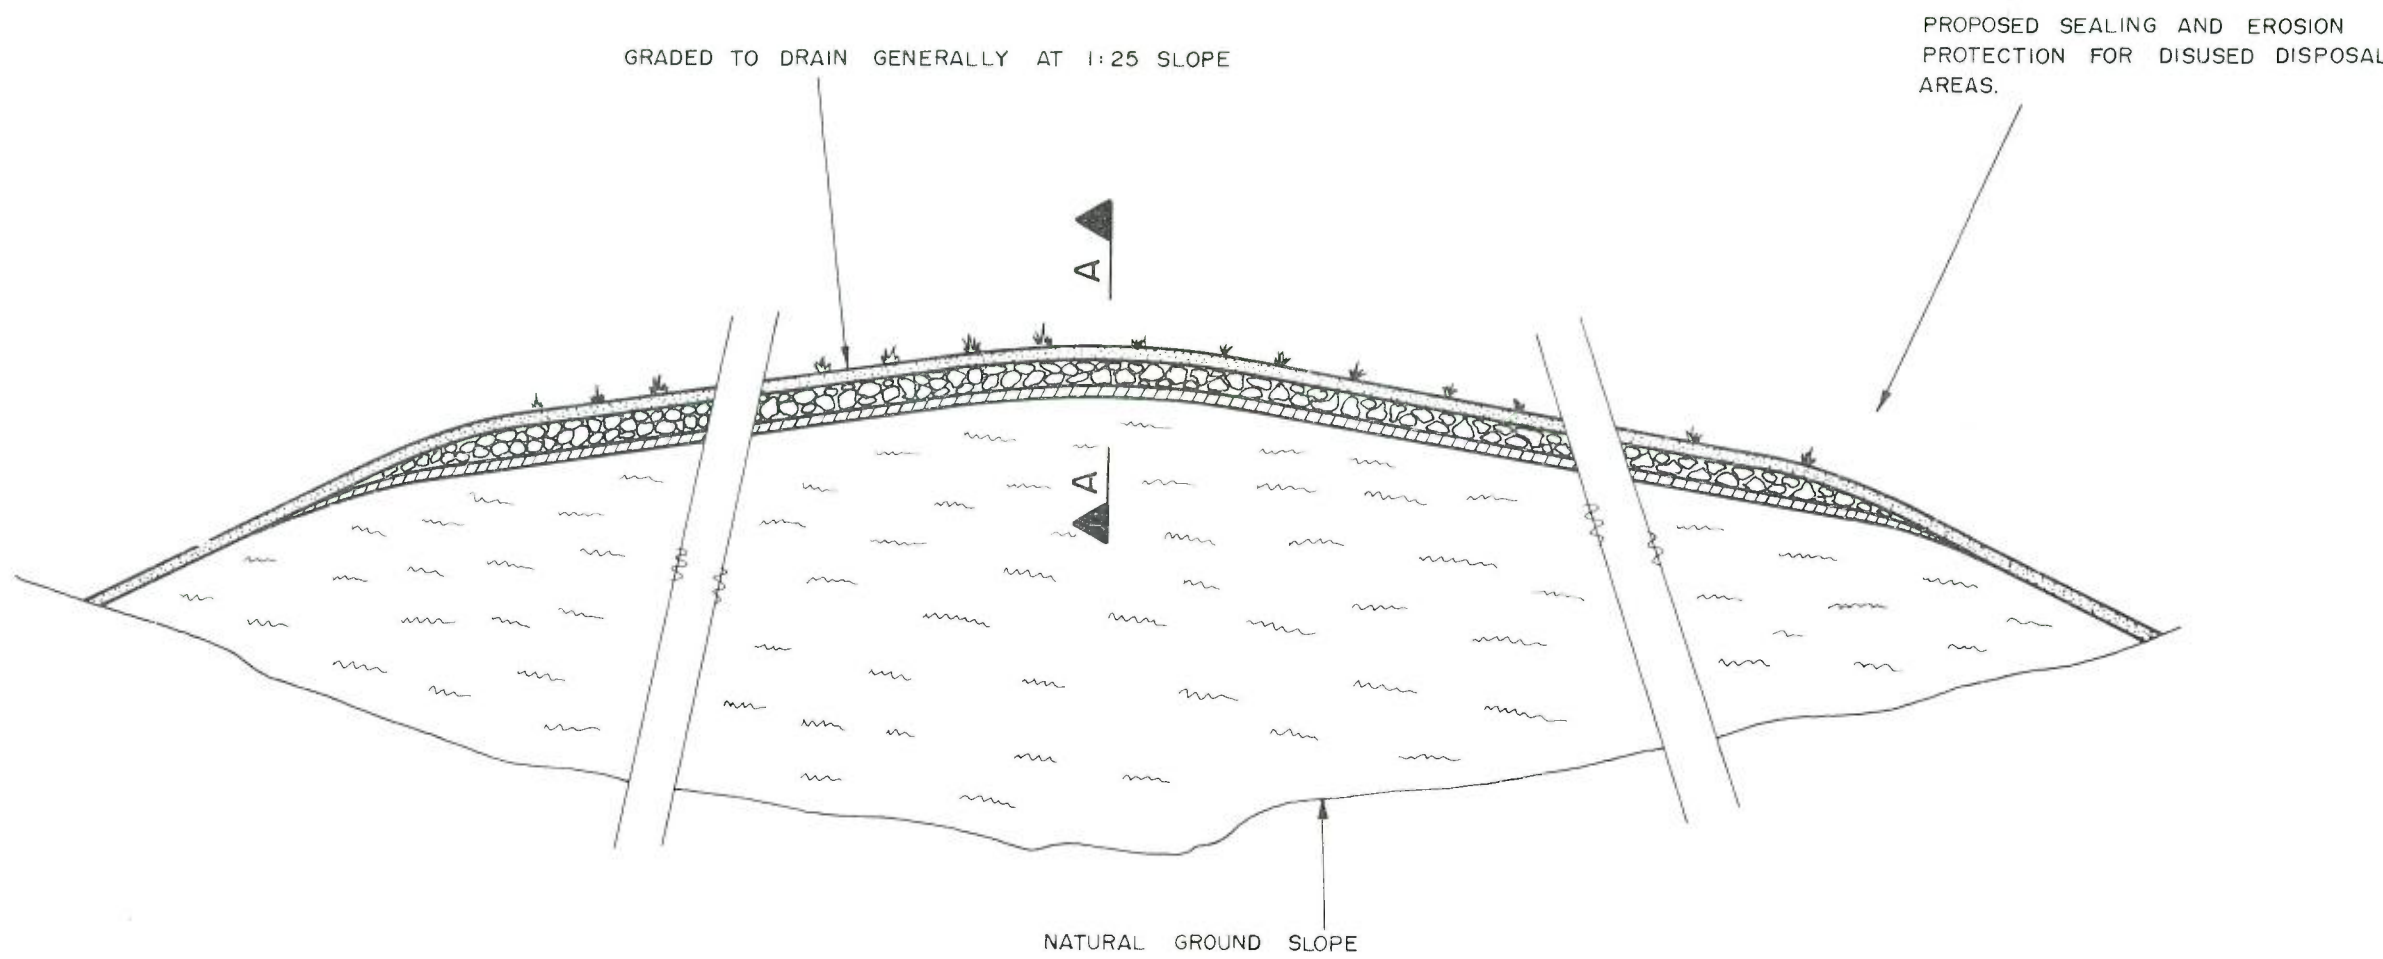 PROPOSED SEALING AND EROSION
PROTECTION FOR DISUSED DISPOSAL
AREAS.
GRADED TO DRAIN GENERALLY AT 1:25 SLOPE
A
A
NATURAL GROUND SLOPE